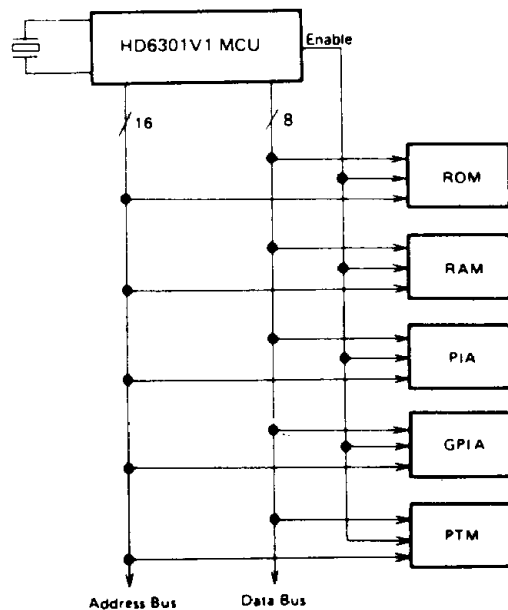 HD6301V1 MCU
Enable
16
8
ROM
RAM
PIA
GPIA
PTM
Address Bus
Data Bus